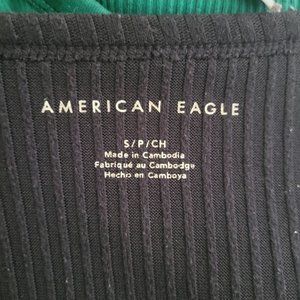 AMERICAN EAGLE
S/P/CH
Made in Cambodia
Fabriqué au Cambodge
Hecho en Camboya